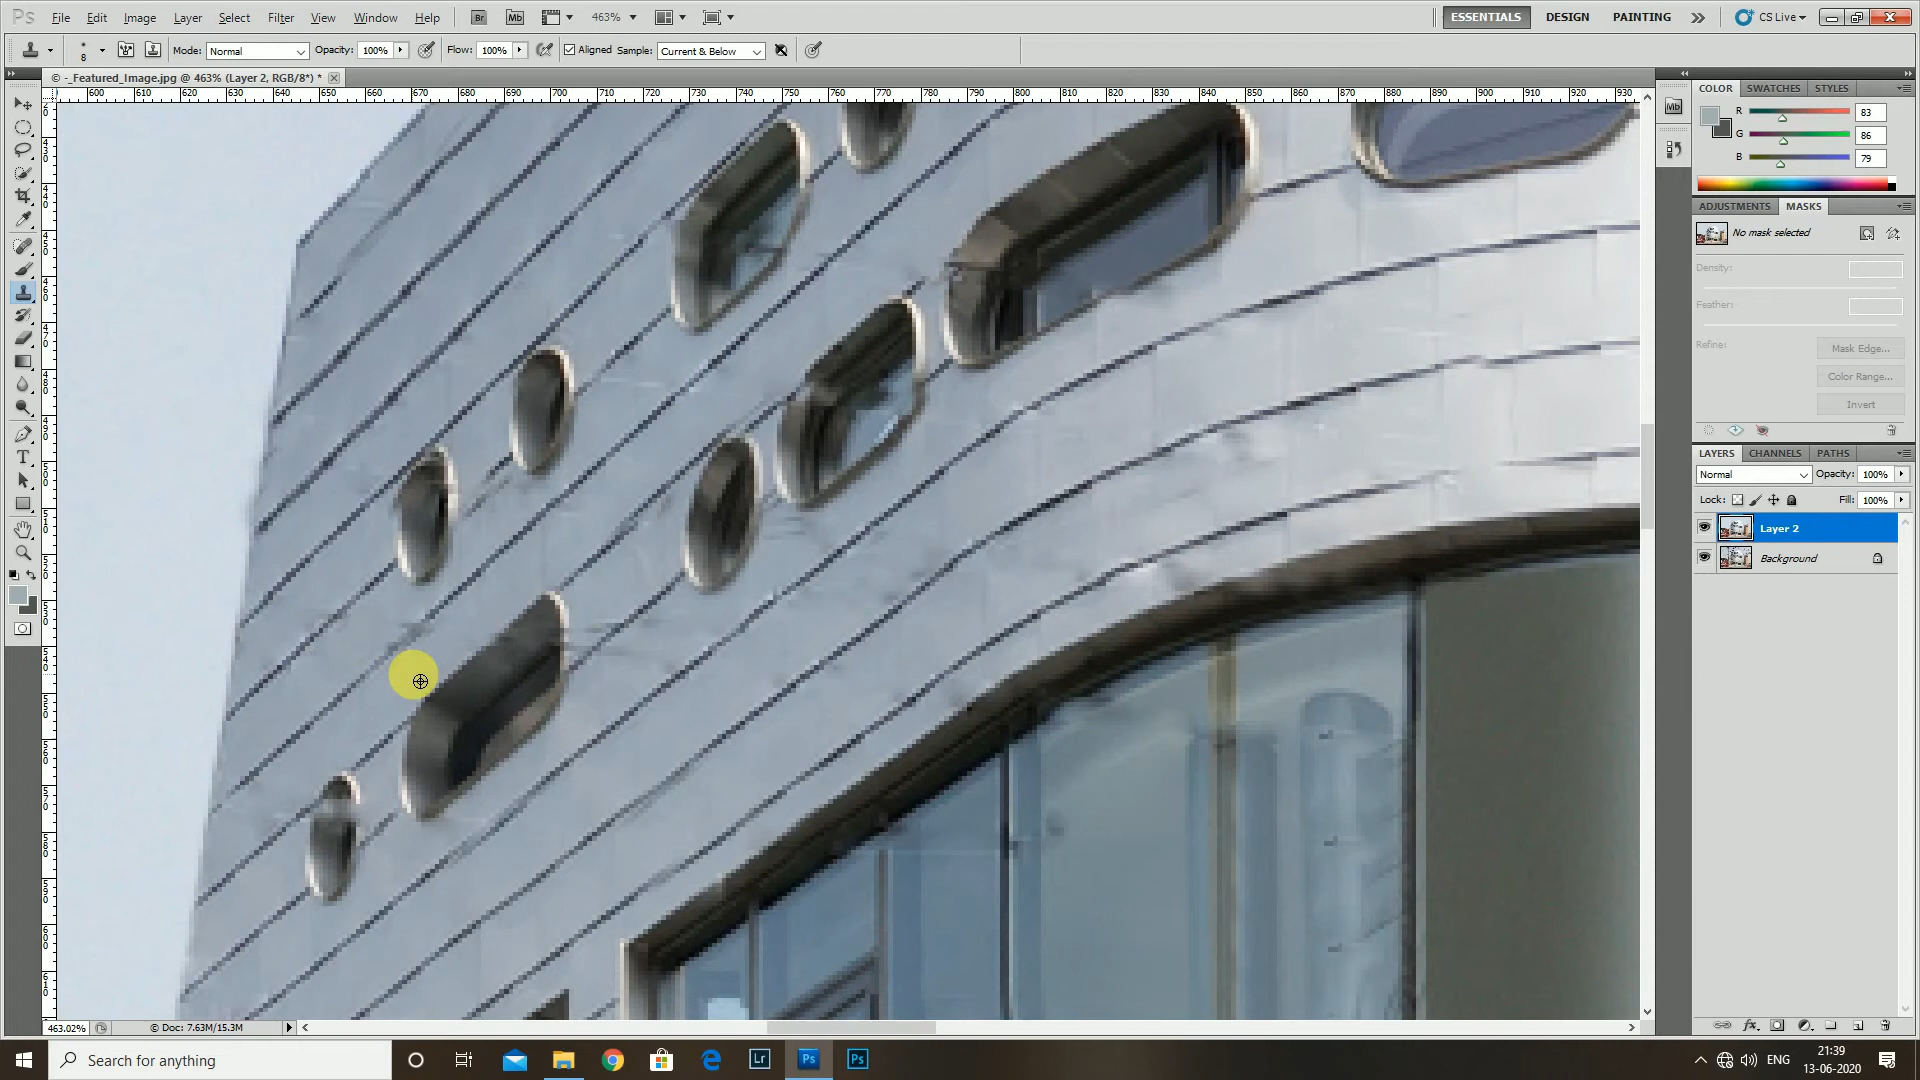 Ps File Edit Image Layer Select Filter View Window Help Br Mb 463% ESSENTIALS DESIGN PAINTING CS Live
8 Mode: Normal Opacity: 100% Flow: 100% Aligned Sample: Current & Below
© -_Featured_Image.jpg @ 463% (Layer 2, RGB/8*) *
600 610 620 630 640 650 660 670 680 690 700 710 720 730 740 750 760 770 780 790 800 810 820 830 840 850 860 870 880 890 900 910 920 930
COLOR SWATCHES STYLES
Mb
R 83
G 86
B 79
ADJUSTMENTS MASKS
No mask selected
Density:
Feather:
Refine: Mask Edge...
Color Range...
Invert
LAYERS CHANNELS PATHS
Normal Opacity: 100%
Lock: Fill: 100%
Layer 2
Background
463.02% © Doc: 7.63M/15.3M
Search for anything
Lr Ps Ps
ENG
21:39
13-06-2020